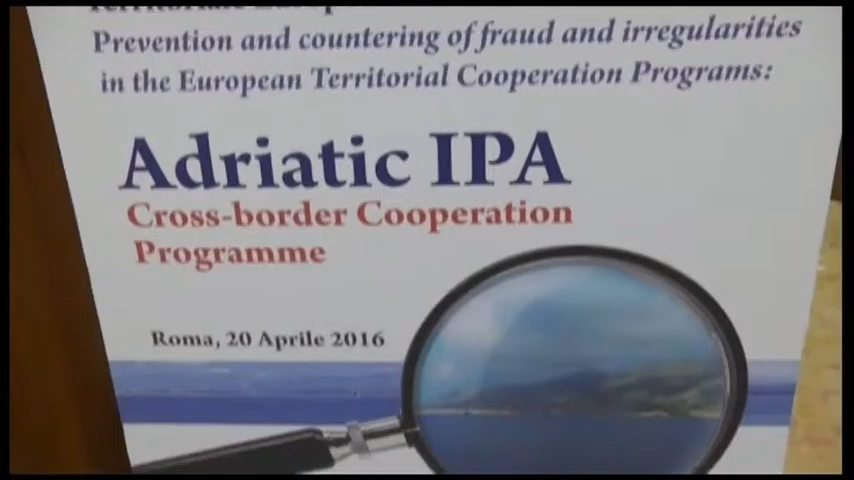 Prevention and countering of fraud and irregularities
in the European Territorial Cooperation Programs:
Adriatic IPA
Cross-border Cooperation
Programme
Roma, 20 Aprile 2016